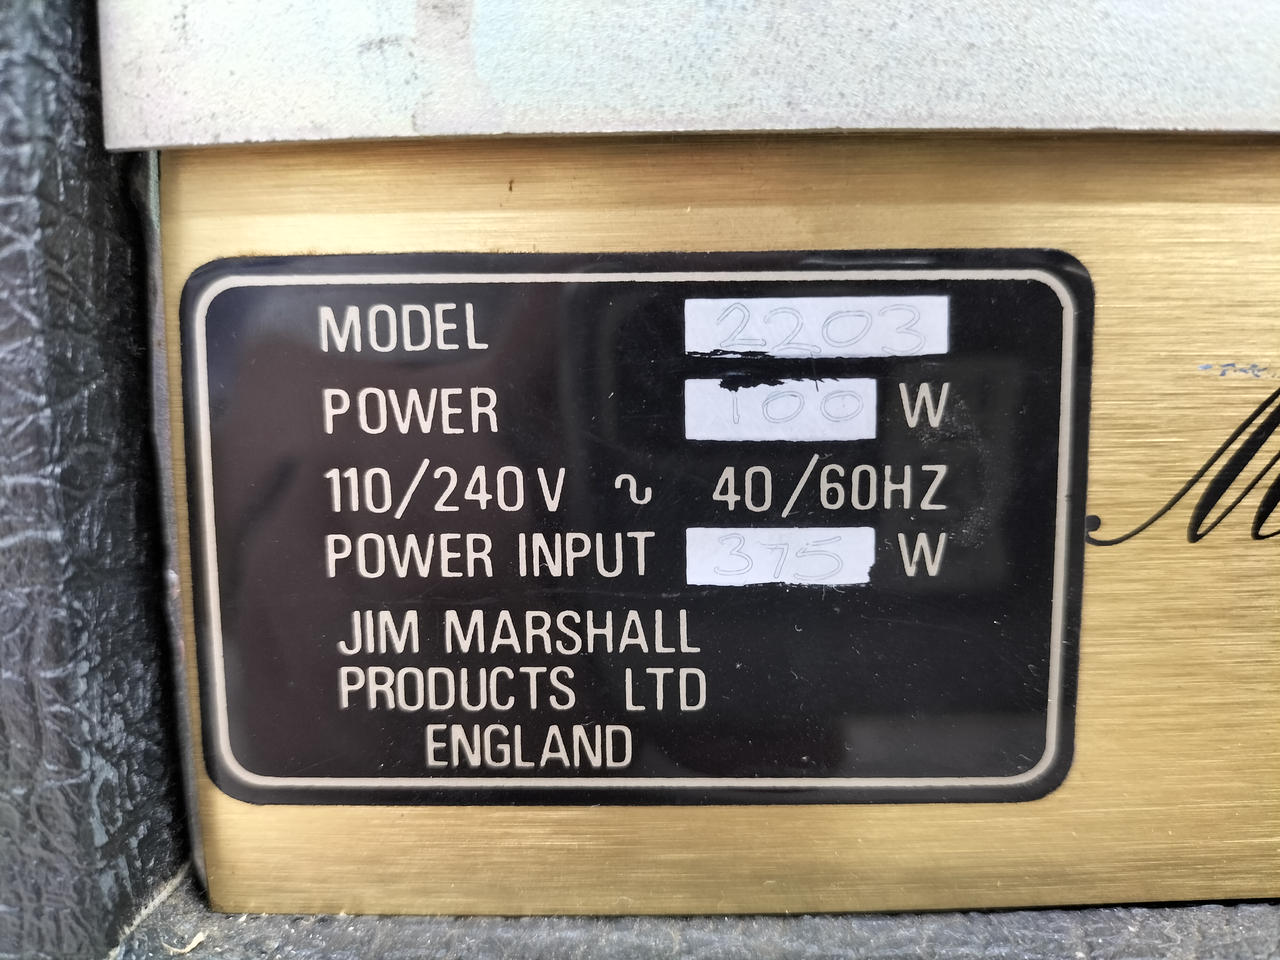 MODEL 2203
POWER 100 W
110/240V ∿ 40/60HZ
POWER INPUT 375 W
JIM MARSHALL
PRODUCTS LTD
ENGLAND